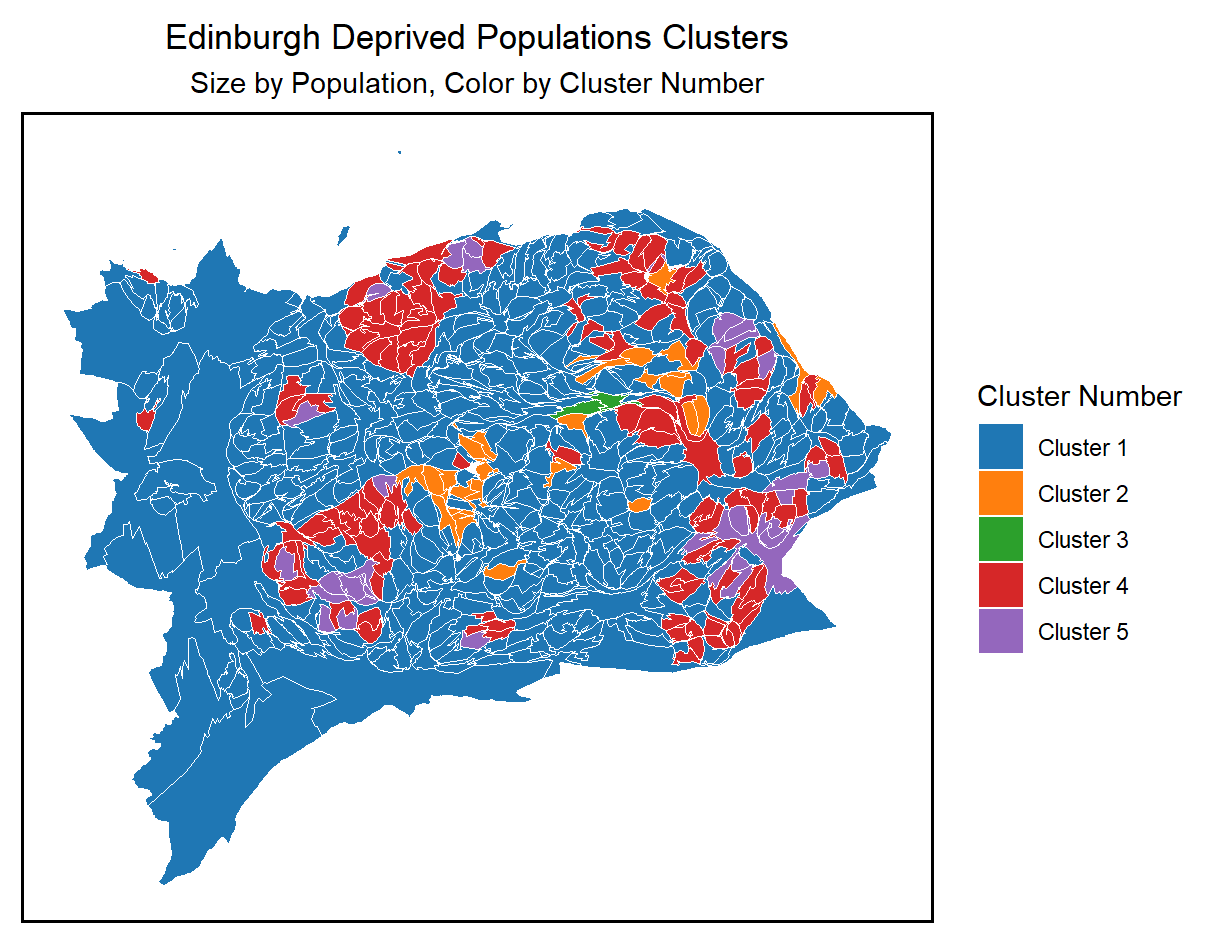 Edinburgh Deprived Populations Clusters
Size by Population, Color by Cluster Number
Cluster Number
Cluster 1
Cluster 2
Cluster 3
Cluster 4
Cluster 5